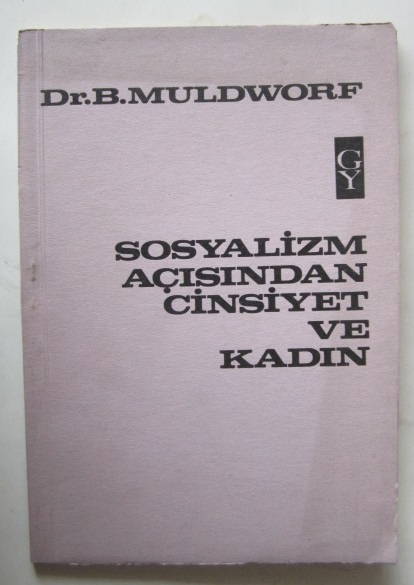 Dr.B.MULDWORF
GY
SOSYALİZM
AÇISINDAN
CİNSİYET
VE
KADIN